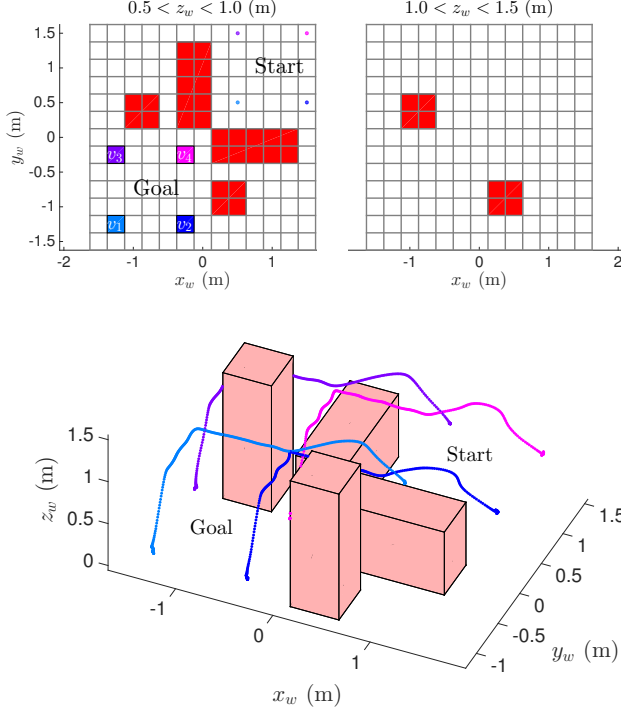 0.5 < z_w < 1.0 (m)
1.0 < z_w < 1.5 (m)
1.5
1
0.5
0
-0.5
-1
-1.5
y_w (m)
Start
v_3
v_4
Goal
v_1
v_2
-2
-1
0
1
x_w (m)
-1
0
1
2
x_w (m)
1.5
1
0.5
0
z_w (m)
Start
Goal
-1
0
1
x_w (m)
1.5
1
0.5
0
-0.5
-1
y_w (m)